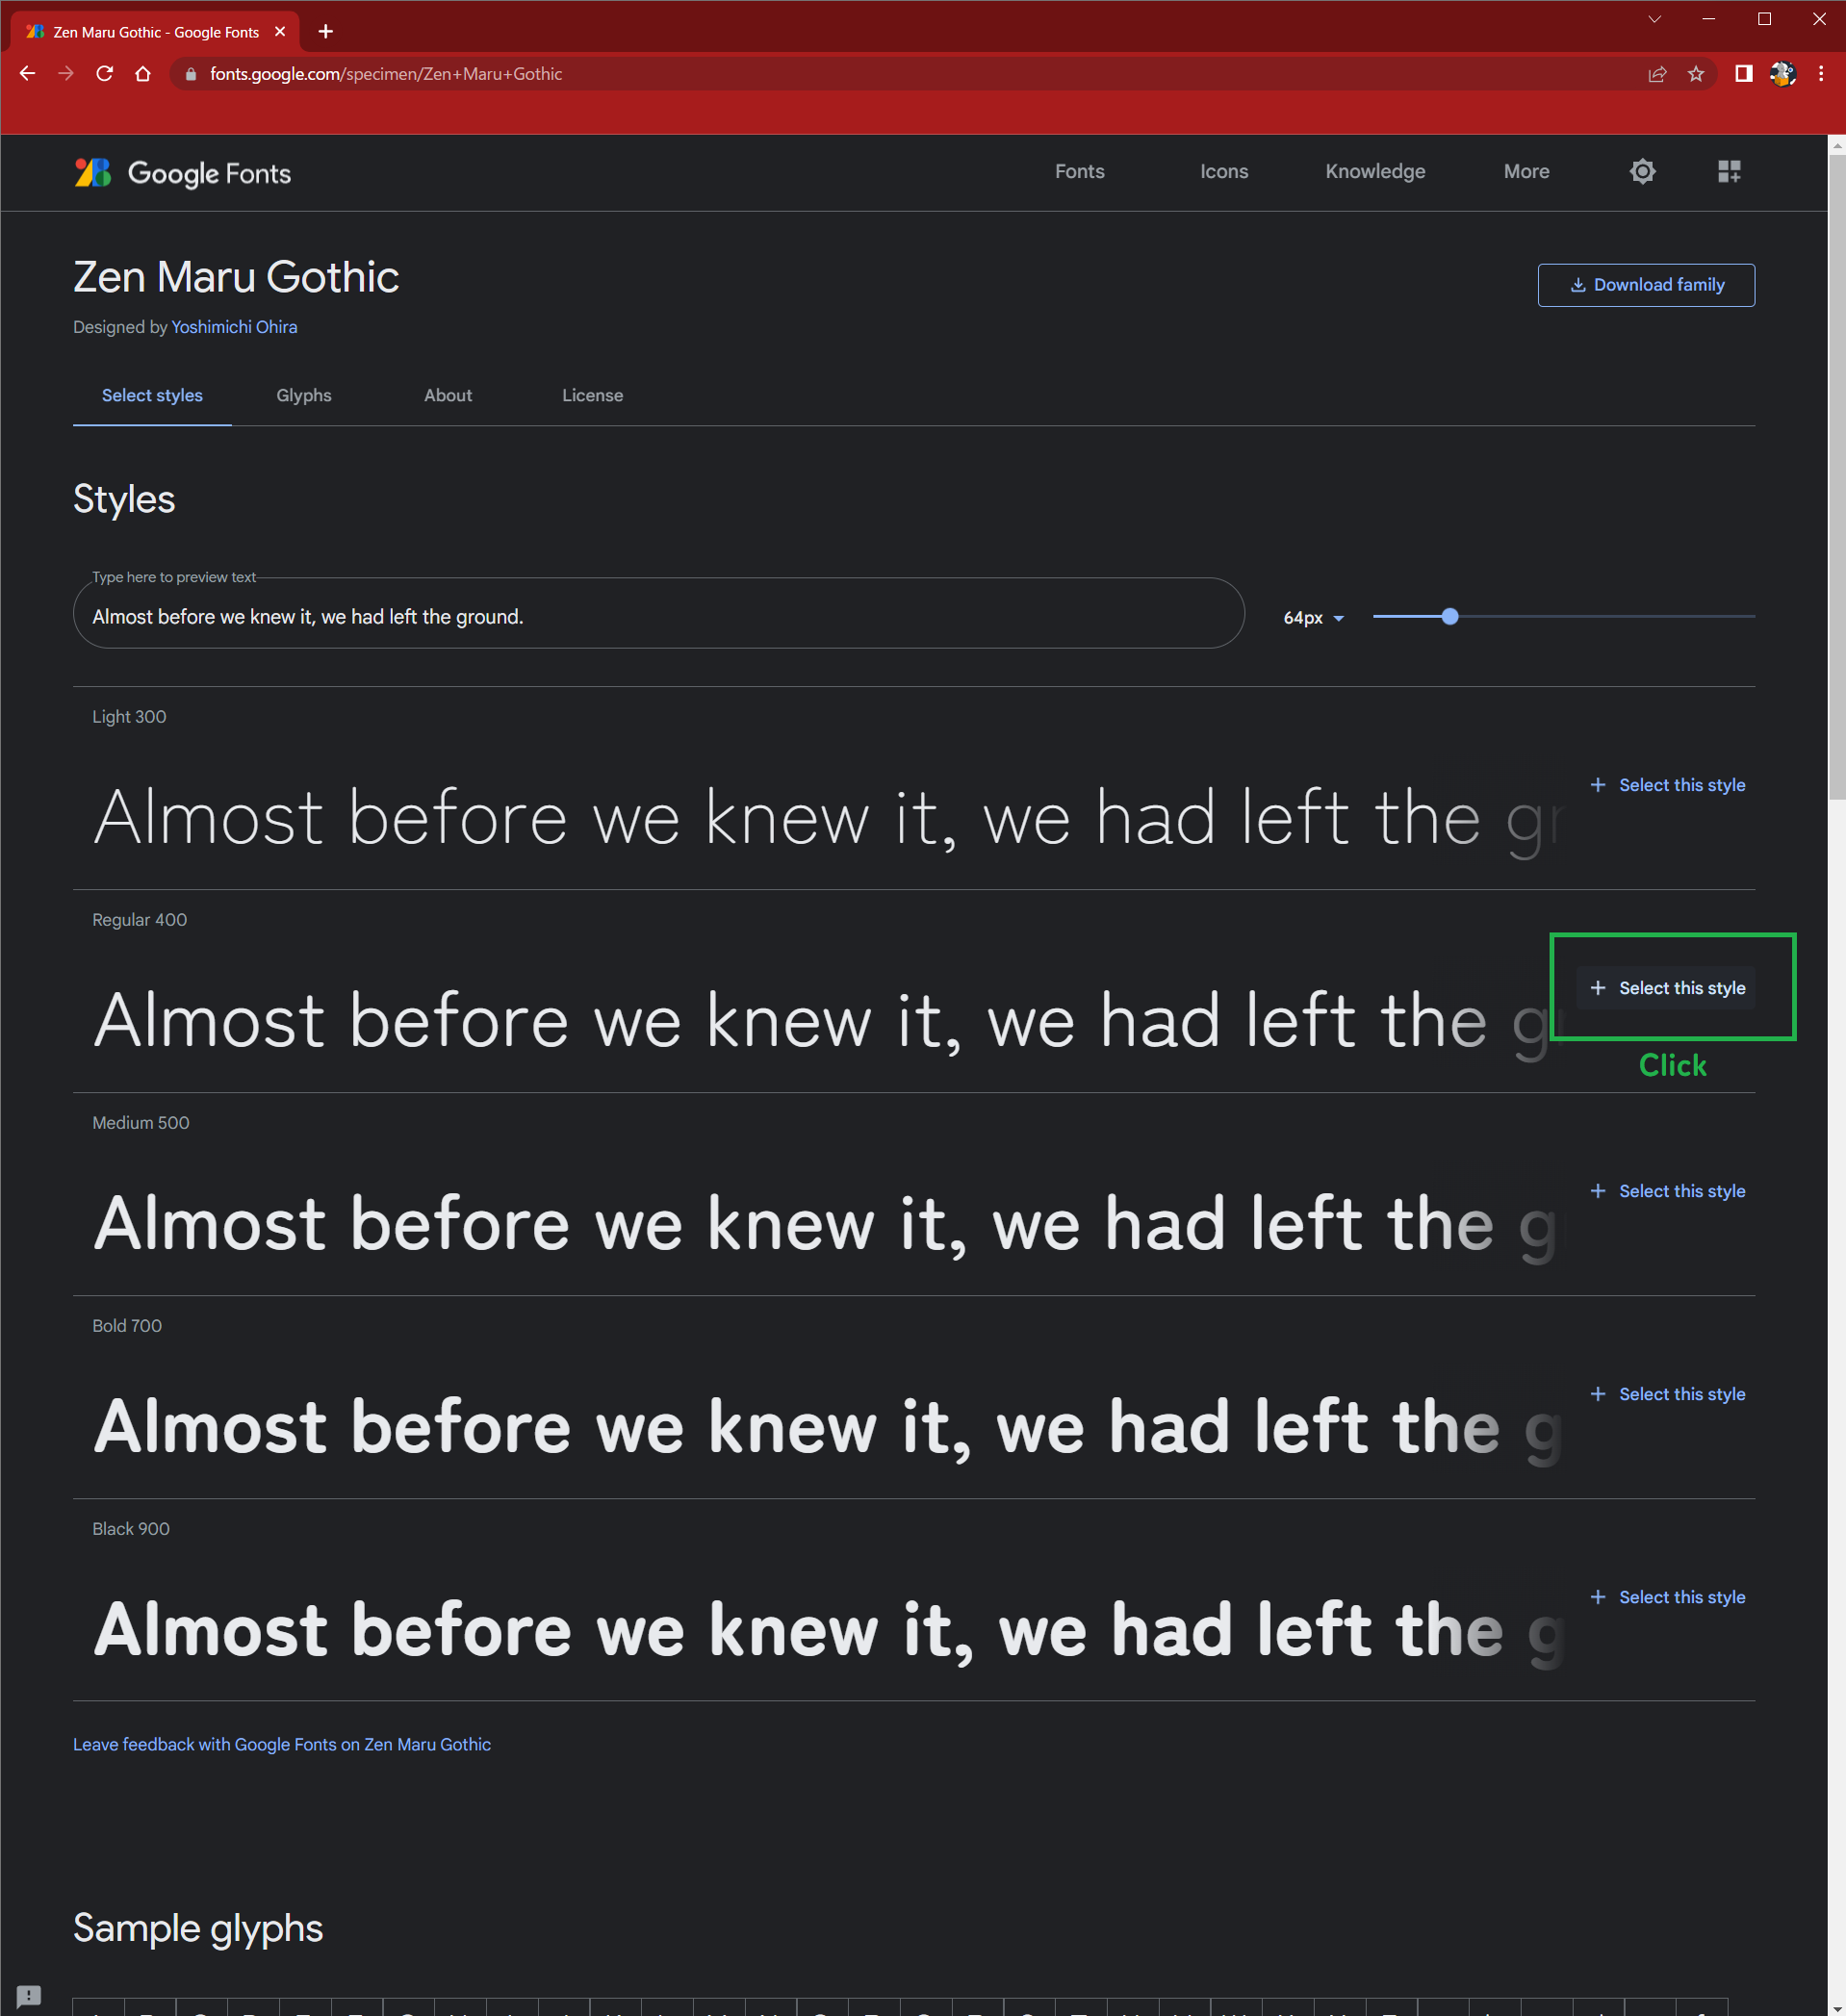 Zen Maru Gothic - Google Fonts
fonts.google.com/specimen/Zen+Maru+Gothic
Google Fonts
Fonts
Icons
Knowledge
More
Zen Maru Gothic
Download family
Designed by Yoshimichi Ohira
Select styles
Glyphs
About
License
Styles
Type here to preview text
Almost before we knew it, we had left the ground.
64px
Light 300
Almost before we knew it, we had left the gr
+ Select this style
Regular 400
Almost before we knew it, we had left the gr
+ Select this style
Click
Medium 500
Almost before we knew it, we had left the g
+ Select this style
Bold 700
Almost before we knew it, we had left the g
+ Select this style
Black 900
Almost before we knew it, we had left the g
+ Select this style
Leave feedback with Google Fonts on Zen Maru Gothic
Sample glyphs